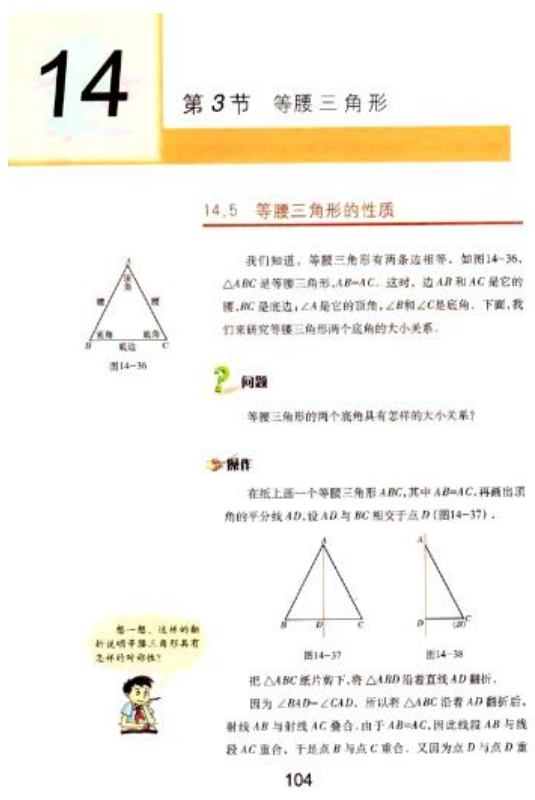 14
第3节 等腰三角形
14.5 等腰三角形的性质
我们知道，等腰三角形有两条边相等．如图14-36，
△ABC是等腰三角形，AB=AC．这时，边AB和AC是它的
腰，BC是底边；∠A是它的顶角，∠B和∠C是底角．下面，我
们来研究等腰三角形两个底角的大小关系．
A
顶
角
腰
腰
底角
底角
B
底边
C
图14-36
?
问题
等腰三角形的两个底角具有怎样的大小关系?
操作
在纸上画一个等腰三角形ABC，其中AB=AC，再画出顶
角的平分线AD，设AD与BC相交于点D(图14-37)．
A
B
D
C
图14-37
A
D
(B)
C
图14-38
想一想，这样的翻
折说明等腰三角形具有
怎样的对称性?
把△ABC纸片剪下，将△ABD沿着直线AD翻折．
因为∠BAD=∠CAD，所以将△ABC沿着AD翻折后，
射线AB与射线AC叠合．由于AB=AC，因此线段AB与线
段AC重合，于是点B与点C重合．又因为点D与点D重
104